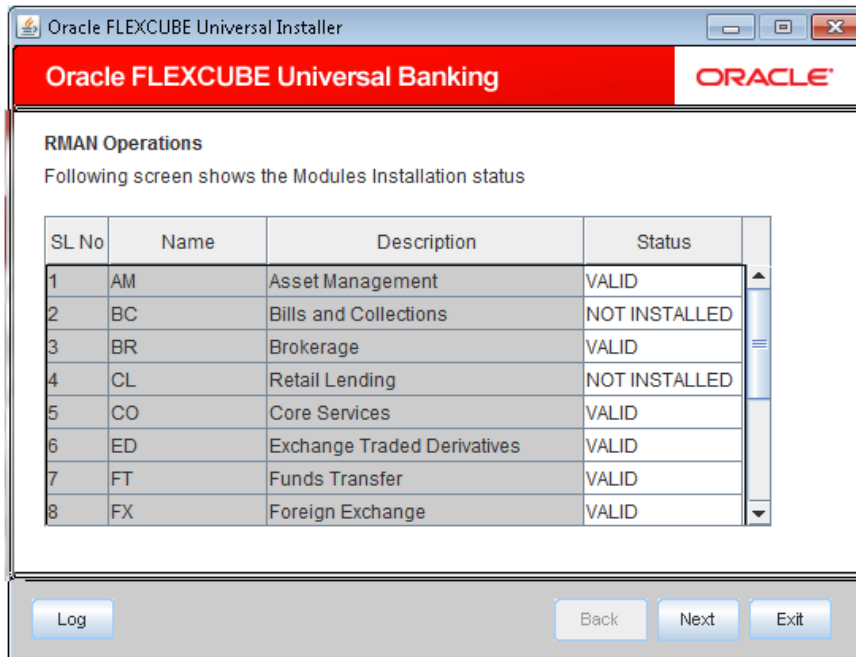 Oracle FLEXCUBE Universal Installer
Oracle FLEXCUBE Universal Banking ORACLE
RMAN Operations
Following screen shows the Modules Installation status
SL No Name Description Status
1 AM Asset Management VALID
2 BC Bills and Collections NOT INSTALLED
3 BR Brokerage VALID
4 CL Retail Lending NOT INSTALLED
5 CO Core Services VALID
6 ED Exchange Traded Derivatives VALID
7 FT Funds Transfer VALID
8 FX Foreign Exchange VALID
Log Back Next Exit